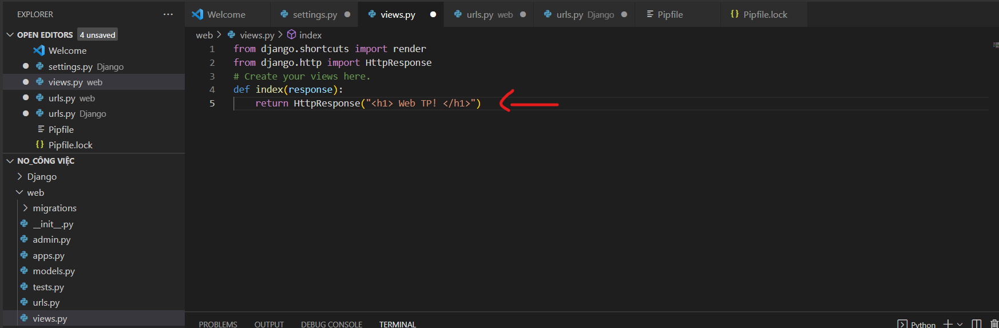 EXPLORER ...
OPEN EDITORS 4 unsaved
Welcome
settings.py Django
views.py web
urls.py web
urls.py Django
Pipfile
{} Pipfile.lock
NO_CÔNG VIỆC
Django
web
migrations
__init__.py
admin.py
apps.py
models.py
tests.py
urls.py
views.py
Welcome settings.py views.py urls.py web urls.py Django Pipfile {} Pipfile.lock
web > views.py > index
1 from django.shortcuts import render
2 from django.http import HttpResponse
3 # Create your views here.
4 def index(response):
5 return HttpResponse("<h1> Web TP! </h1>")
PROBLEMS OUTPUT DEBUG CONSOLE TERMINAL Python